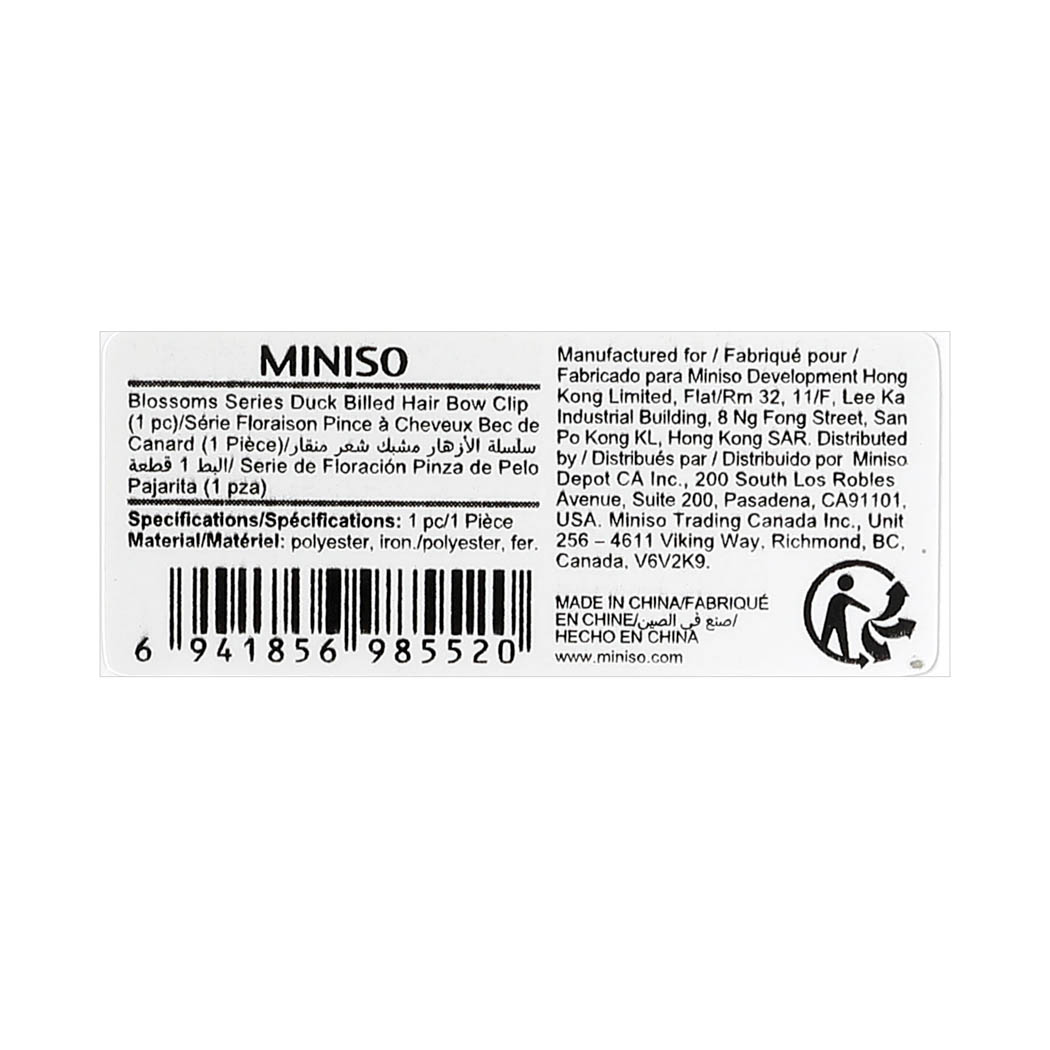 MINISO
Blossoms Series Duck Billed Hair Bow Clip
(1 pc)/Série Floraison Pince à Cheveux Bec de
Canard (1 Pièce)/سلسلة الأزهار مشبك شعر منقار
البط 1 قطعة/ Serie de Floración Pinza de Pelo
Pajarita (1 pza)
Specifications/Spécifications: 1 pc/1 Pièce
Material/Matériel: polyester, iron./polyester, fer.
6 941856 985520
Manufactured for / Fabriqué pour /
Fabricado para Miniso Development Hong
Kong Limited, Flat/Rm 32, 11/F, Lee Ka
Industrial Building, 8 Ng Fong Street, San
Po Kong KL, Hong Kong SAR. Distributed
by / Distribués par / Distribuido por Miniso
Depot CA Inc., 200 South Los Robles
Avenue, Suite 200, Pasadena, CA91101,
USA. Miniso Trading Canada Inc., Unit
256 – 4611 Viking Way, Richmond, BC,
Canada, V6V2K9.
MADE IN CHINA/FABRIQUÉ
EN CHINE/صنع في الصين/
HECHO EN CHINA
www.miniso.com